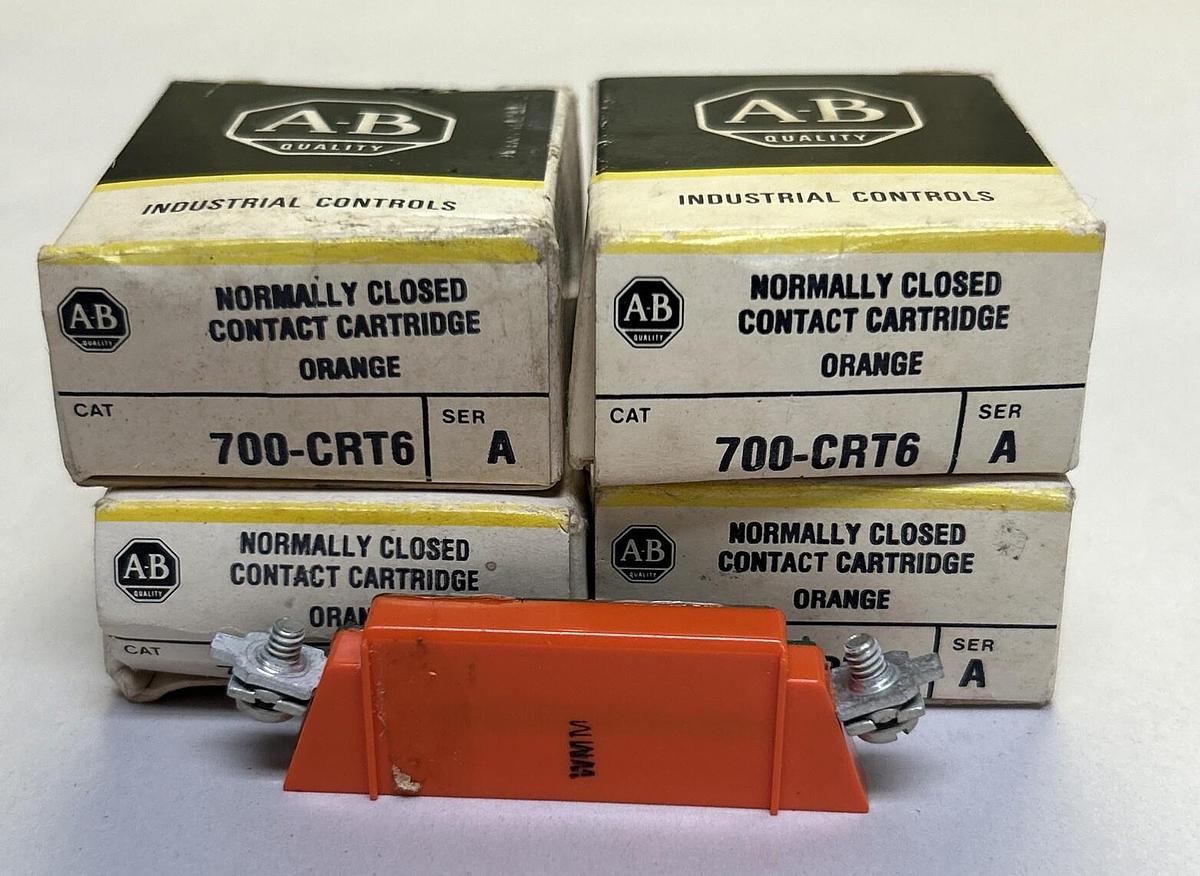 A-B
QUALITY
INDUSTRIAL CONTROLS
A-B
QUALITY
NORMALLY CLOSED
CONTACT CARTRIDGE
ORANGE
CAT
700-CRT6
SER
A
A-B
QUALITY
INDUSTRIAL CONTROLS
A-B
QUALITY
NORMALLY CLOSED
CONTACT CARTRIDGE
ORANGE
CAT
700-CRT6
SER
A
A-B
QUALITY
NORMALLY CLOSED
CONTACT CARTRIDGE
ORAN
CAT
A-B
QUALITY
NORMALLY CLOSED
CONTACT CARTRIDGE
ORANGE
SER
A